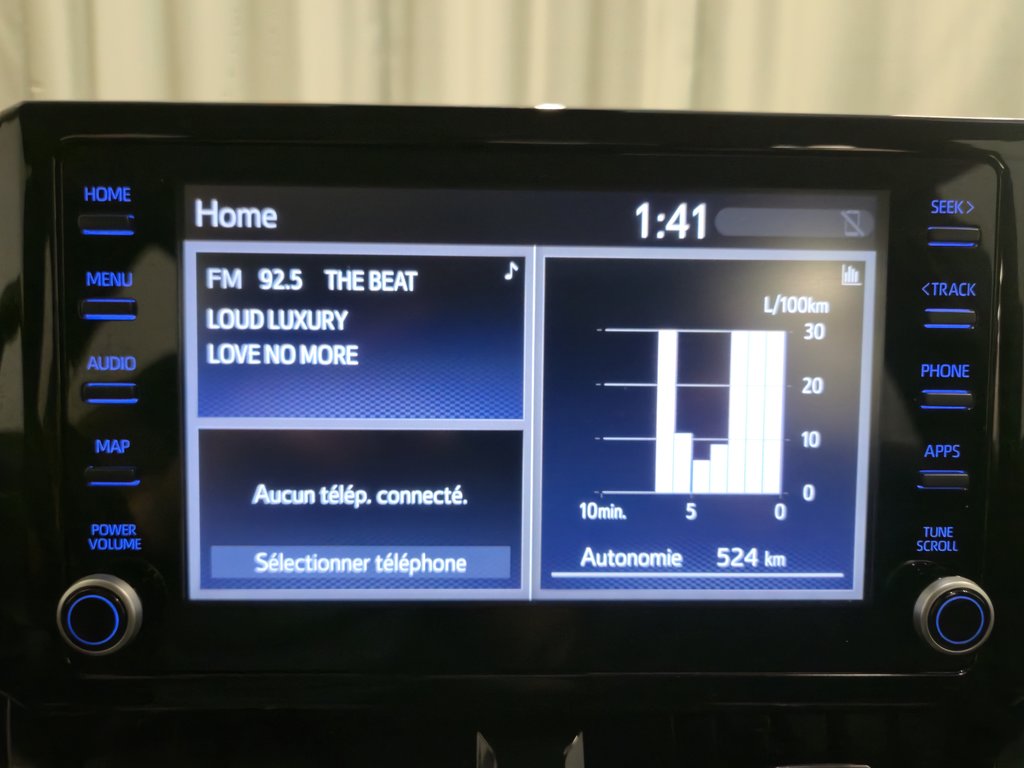 HOME
MENU
AUDIO
MAP
POWER
VOLUME
Home
1:41
FM 92.5 THE BEAT
LOUD LUXURY
LOVE NO MORE
Aucun télép. connecté.
Sélectionner téléphone
L/100km
30
20
10
0
10min. 5 0
Autonomie 524 km
SEEK>
<TRACK
PHONE
APPS
TUNE
SCROLL